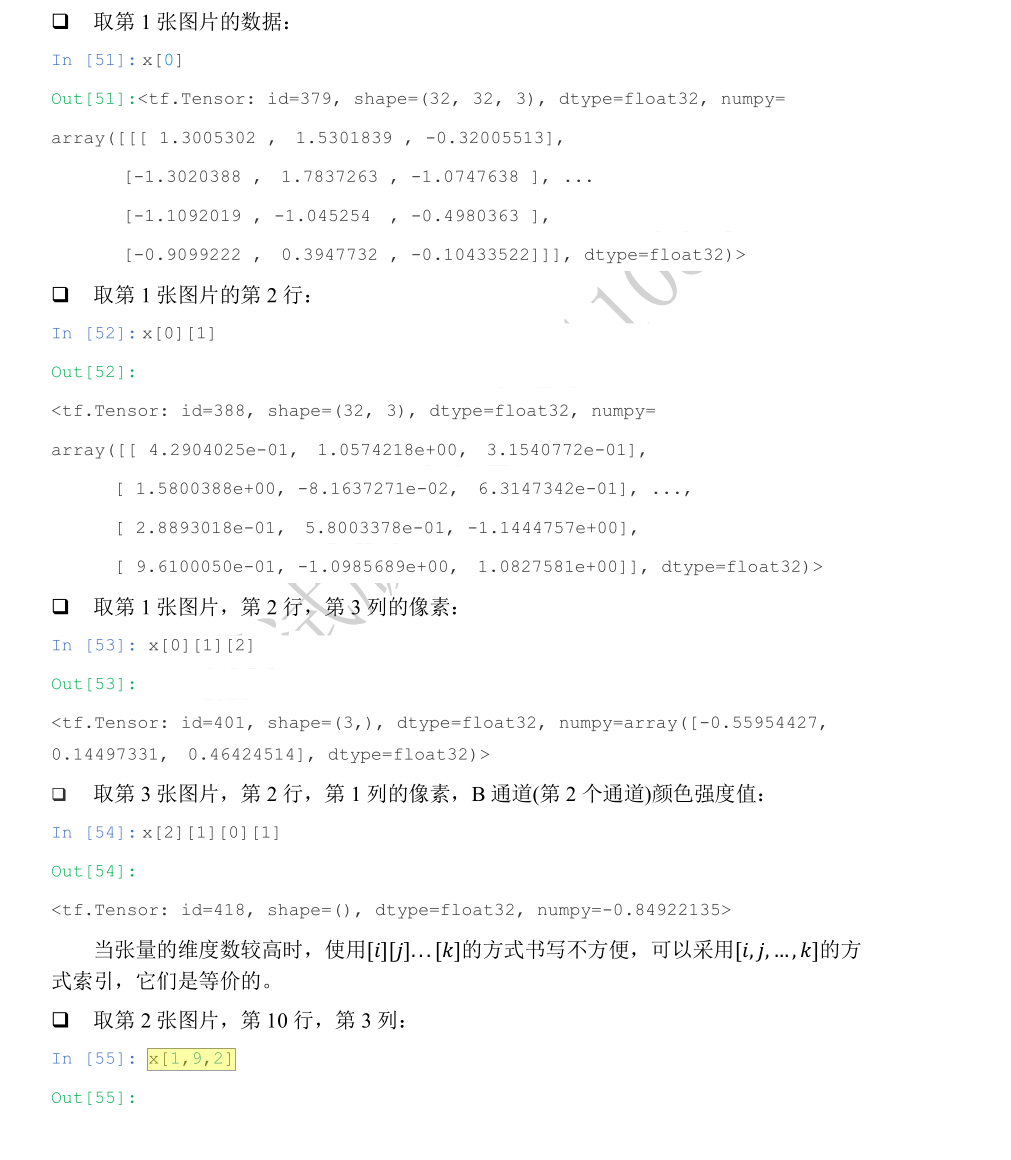 ❑ 取第 1 张图片的数据：
In [51]: x[0]
Out[51]:<tf.Tensor: id=379, shape=(32, 32, 3), dtype=float32, numpy=
array([[[ 1.3005302 ,  1.5301839 , -0.32005513],
[-1.3020388 ,  1.7837263 , -1.0747638 ], ...
[-1.1092019 , -1.045254  , -0.4980363 ],
[-0.9099222 ,  0.3947732 , -0.10433522]]], dtype=float32)>
❑ 取第 1 张图片的第 2 行：
In [52]: x[0][1]
Out[52]:
<tf.Tensor: id=388, shape=(32, 3), dtype=float32, numpy=
array([[ 4.2904025e-01,  1.0574218e+00,  3.1540772e-01],
[ 1.5800388e+00, -8.1637271e-02,  6.3147342e-01], ...,
[ 2.8893018e-01,  5.8003378e-01, -1.1444757e+00],
[ 9.6100050e-01, -1.0985689e+00,  1.0827581e+00]], dtype=float32)>
❑ 取第 1 张图片，第 2 行，第 3 列的像素：
In [53]: x[0][1][2]
Out[53]:
<tf.Tensor: id=401, shape=(3,), dtype=float32, numpy=array([-0.55954427,
0.14497331,  0.46424514], dtype=float32)>
❑ 取第 3 张图片，第 2 行，第 1 列的像素，B 通道(第 2 个通道)颜色强度值：
In [54]: x[2][1][0][1]
Out[54]:
<tf.Tensor: id=418, shape=(), dtype=float32, numpy=-0.84922135>
当张量的维度数较高时，使用[i][j]...[k]的方式书写不方便，可以采用[i, j, ..., k]的方
式索引，它们是等价的。
❑ 取第 2 张图片，第 10 行，第 3 列：
In [55]: x[1,9,2]
Out[55]: